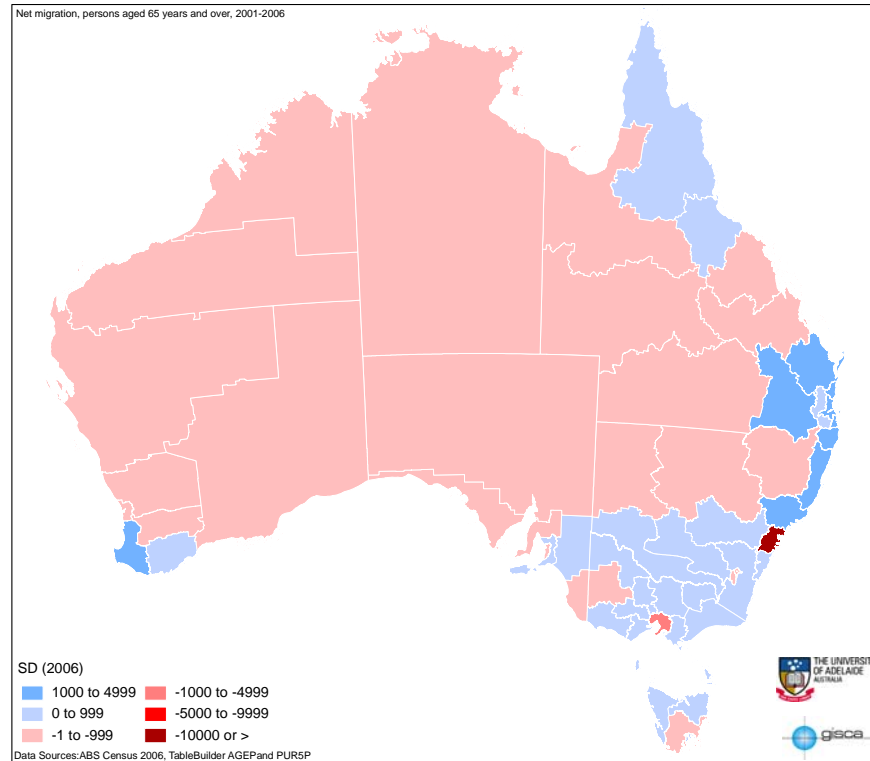 Net migration, persons aged 65 years and over, 2001-2006
SD (2006)
1000 to 4999
-1000 to -4999
0 to 999
-5000 to -9999
-1 to -999
-10000 or >
Data Sources:ABS Census 2006, TableBuilder AGEPand PUR5P
THE UNIVERSIT
OF ADELAIDE
AUSTRALIA
gisca